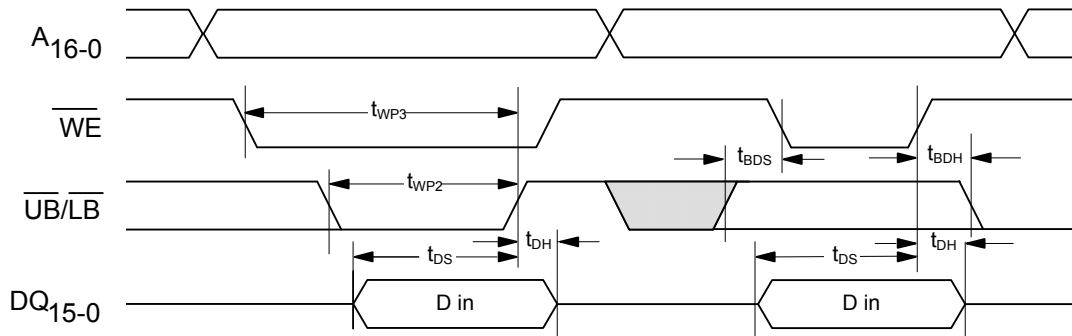 A16-0
WE
tWP3
tBDS
tBDH
UB/LB
tWP2
tDH
tDH
tDS
tDS
DQ15-0
D in
D in